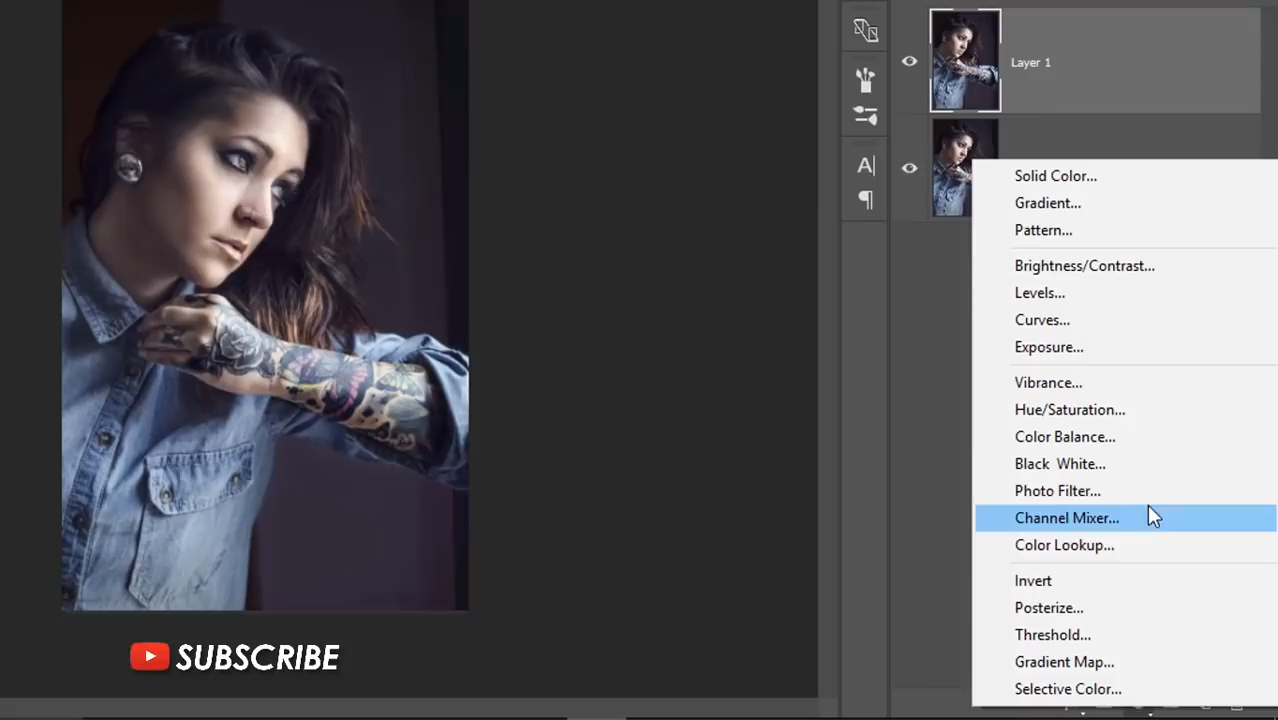 Layer 1
Solid Color...
Gradient...
Pattern...
Brightness/Contrast...
Levels...
Curves...
Exposure...
Vibrance...
Hue/Saturation...
Color Balance...
Black  White...
Photo Filter...
Channel Mixer...
Color Lookup...
Invert
Posterize...
Threshold...
Gradient Map...
Selective Color...
SUBSCRIBE